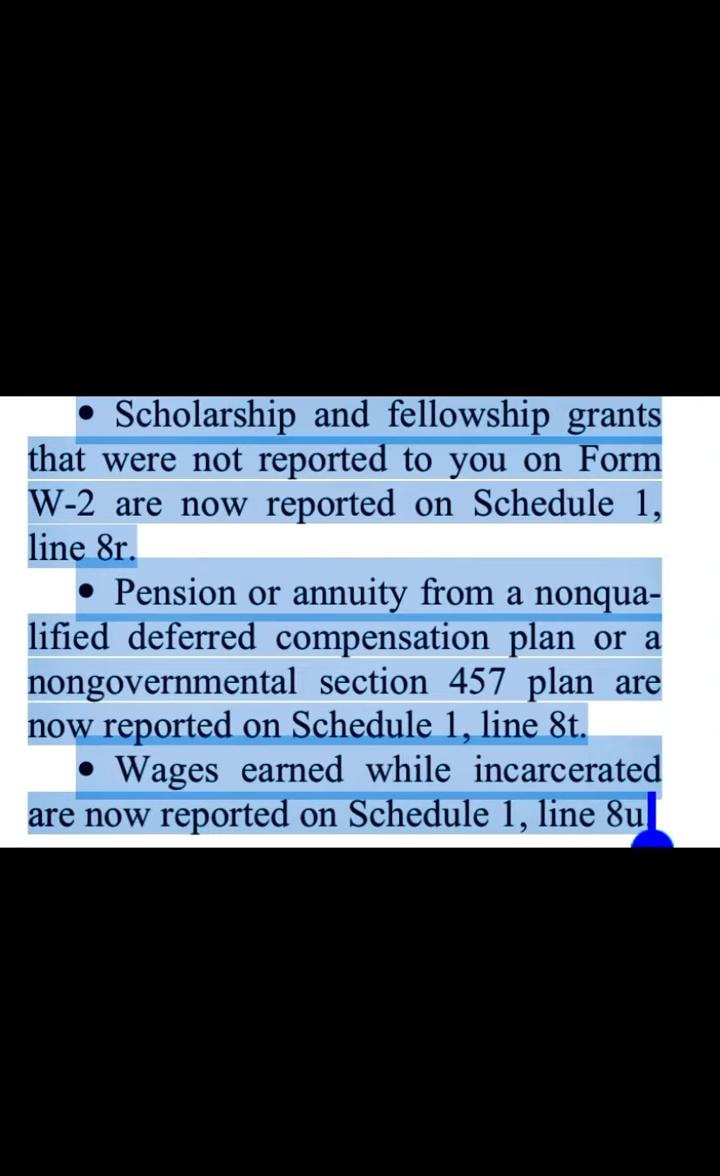 • Scholarship and fellowship grants
that were not reported to you on Form
W-2 are now reported on Schedule 1,
line 8r.
• Pension or annuity from a nonqua-
lified deferred compensation plan or a
nongovernmental section 457 plan are
now reported on Schedule 1, line 8t.
• Wages earned while incarcerated
are now reported on Schedule 1, line 8u.